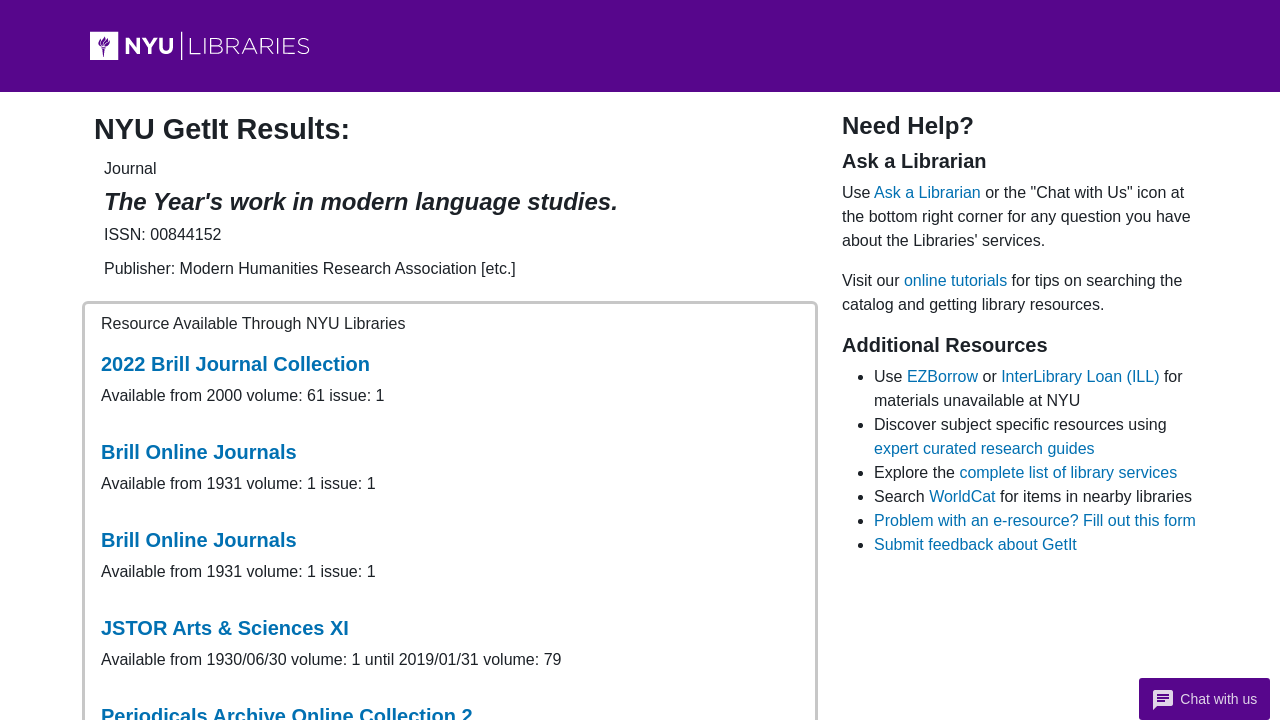 NYU LIBRARIES
NYU GetIt Results:
Journal
The Year's work in modern language studies.
ISSN: 00844152
Publisher: Modern Humanities Research Association [etc.]
Resource Available Through NYU Libraries
2022 Brill Journal Collection
Available from 2000 volume: 61 issue: 1
Brill Online Journals
Available from 1931 volume: 1 issue: 1
Brill Online Journals
Available from 1931 volume: 1 issue: 1
JSTOR Arts & Sciences XI
Available from 1930/06/30 volume: 1 until 2019/01/31 volume: 79
Periodicals Archive Online Collection 2
Need Help?
Ask a Librarian
Use Ask a Librarian or the "Chat with Us" icon at
the bottom right corner for any question you have
about the Libraries' services.
Visit our online tutorials for tips on searching the
catalog and getting library resources.
Additional Resources
Use EZBorrow or InterLibrary Loan (ILL) for
materials unavailable at NYU
Discover subject specific resources using
expert curated research guides
Explore the complete list of library services
Search WorldCat for items in nearby libraries
Problem with an e-resource? Fill out this form
Submit feedback about GetIt
Chat with us